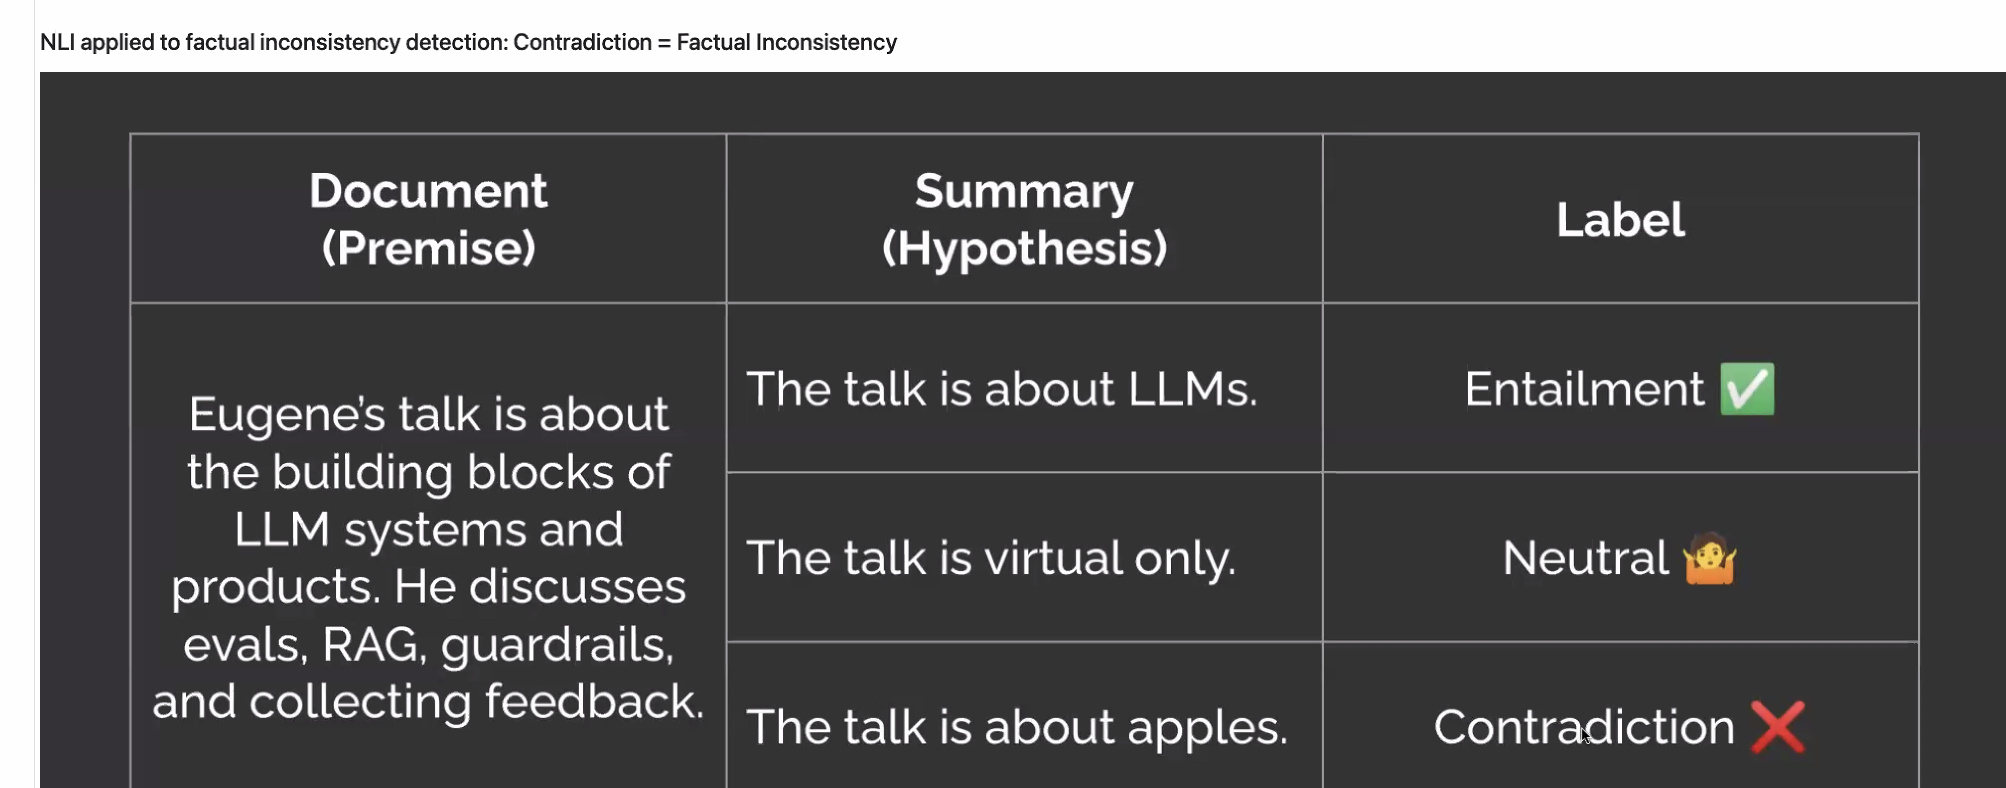 NLI applied to factual inconsistency detection: Contradiction = Factual Inconsistency
Document
(Premise)
Summary
(Hypothesis)
Label
Eugene’s talk is about
the building blocks of
LLM systems and
products. He discusses
evals, RAG, guardrails,
and collecting feedback.
The talk is about LLMs.
Entailment ✅
The talk is virtual only.
Neutral 🤷
The talk is about apples.
Contradiction ❌